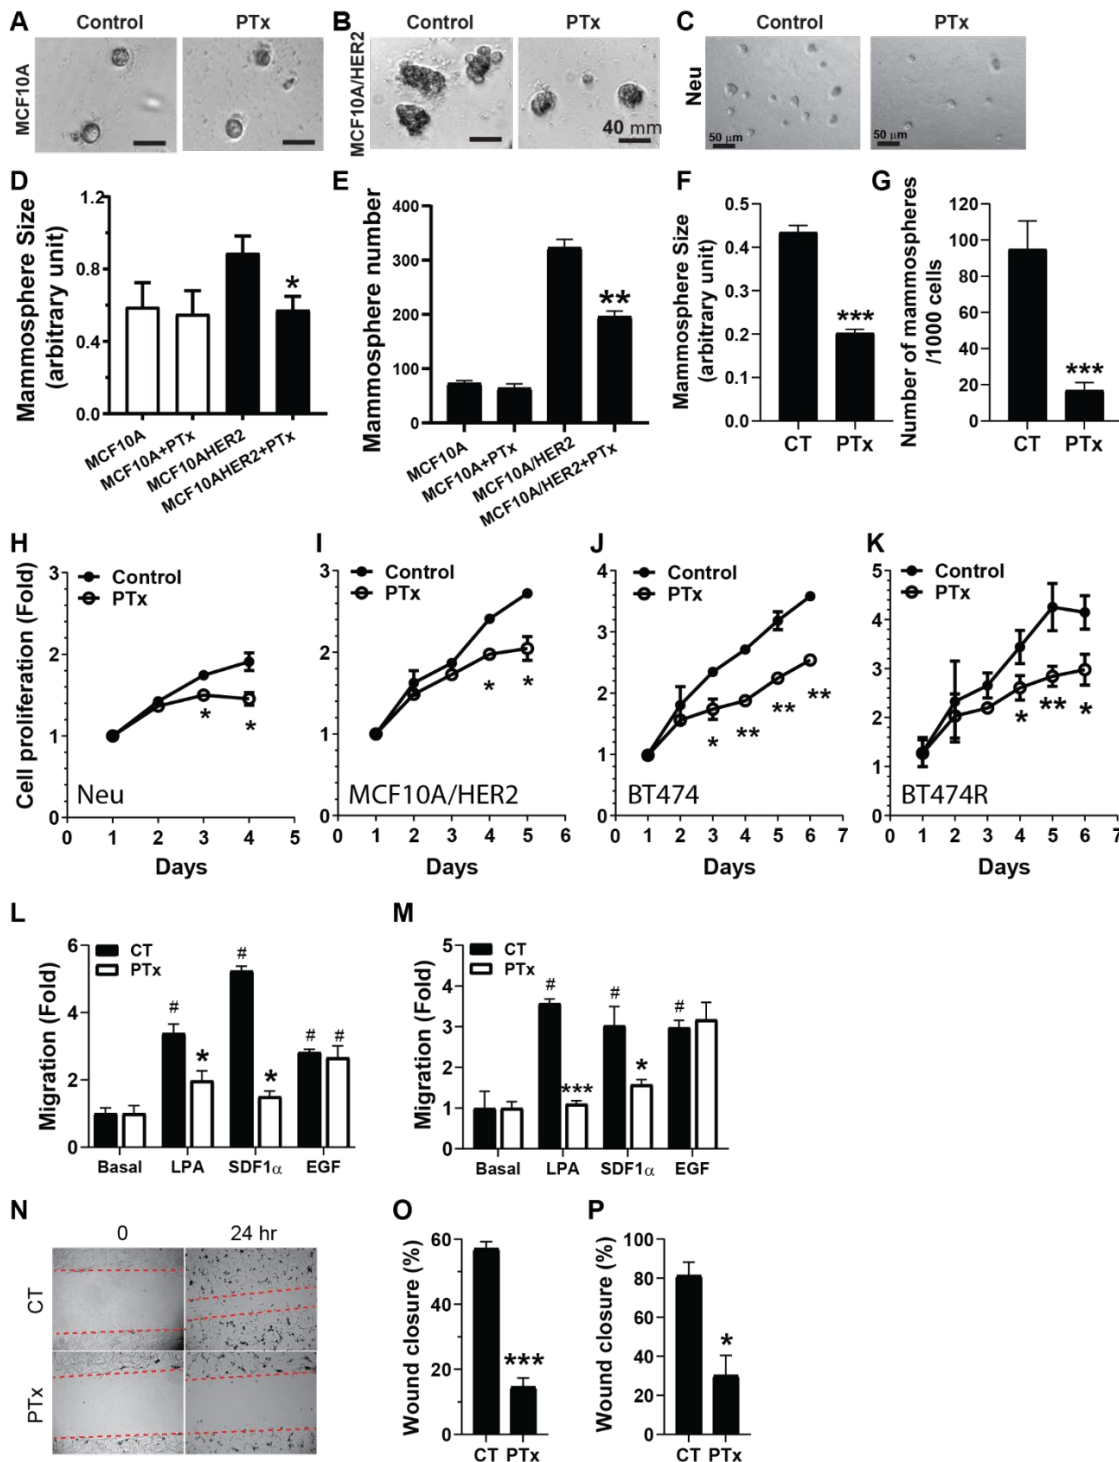 A
Control
PTx
MCF10A
B
Control
PTx
MCF10A/HER2
40 mm
C
Control
PTx
Neu
50 μm
50 μm
D
Mammosphere Size
(arbitrary unit)
1.2
0.8
0.4
0.0
*
MCF10A
MCF10A+PTx
MCF10AHER2
MCF10AHER2+PTx
E
Mammosphere number
400
300
200
100
0
**
MCF10A
MCF10A+PTx
MCF10A/HER2
MCF10A/HER2+PTx
F
Mammosphere Size
(arbitrary unit)
0.5
0.4
0.3
0.2
0.1
0.0
***
CT
PTx
G
Number of mammospheres
/1000 cells
120
100
80
60
40
20
0
***
CT
PTx
H
Cell proliferation (Fold)
3
2
1
0
Control
PTx
* *
Neu
0 1 2 3 4 5
Days
I
3
2
1
0
Control
PTx
* *
MCF10A/HER2
0 1 2 3 4 5 6
Days
J
4
3
2
1
0
Control
PTx
* ** ** **
BT474
0 1 2 3 4 5 6 7
Days
K
5
4
3
2
1
0
Control
PTx
* ** *
BT474R
0 1 2 3 4 5 6 7
Days
L
Migration (Fold)
6
4
2
0
CT
PTx
# * # * # #
Basal LPA SDF1α EGF
M
Migration (Fold)
5
4
3
2
1
0
CT
PTx
# *** # * #
Basal LPA SDF1α EGF
N
0
24 hr
CT
PTx
O
Wound closure (%)
60
40
20
0
***
CT PTx
P
Wound closure (%)
100
80
60
40
20
0
*
CT PTx